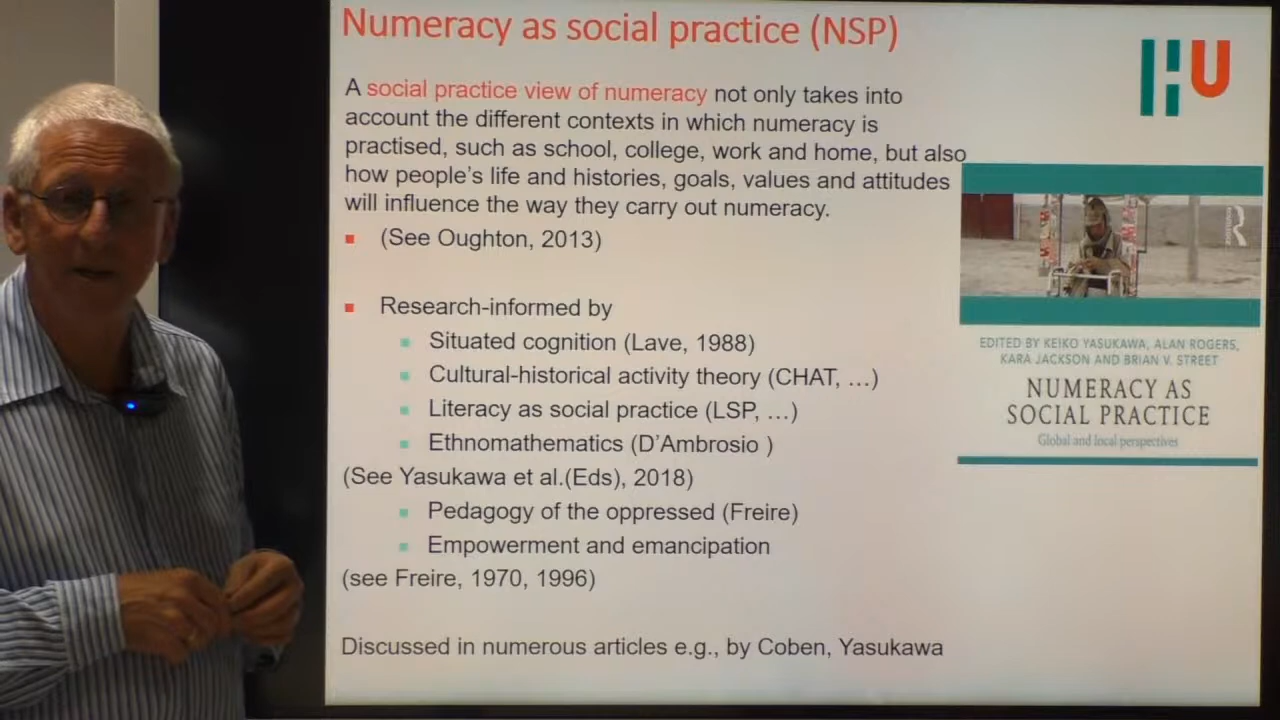 Numeracy as social practice (NSP)
HU
A social practice view of numeracy not only takes into
account the different contexts in which numeracy is
practised, such as school, college, work and home, but also
how people's life and histories, goals, values and attitudes
will influence the way they carry out numeracy.
(See Oughton, 2013)
Research-informed by
Situated cognition (Lave, 1988)
Cultural-historical activity theory (CHAT, …)
Literacy as social practice (LSP, …)
Ethnomathematics (D'Ambrosio )
(See Yasukawa et al.(Eds), 2018)
Pedagogy of the oppressed (Freire)
Empowerment and emancipation
(see Freire, 1970, 1996)
Discussed in numerous articles e.g., by Coben, Yasukawa
EDITED BY KEIKO YASUKAWA, ALAN ROGERS,
KARA JACKSON AND BRIAN V. STREET
NUMERACY AS
SOCIAL PRACTICE
Global and local perspectives